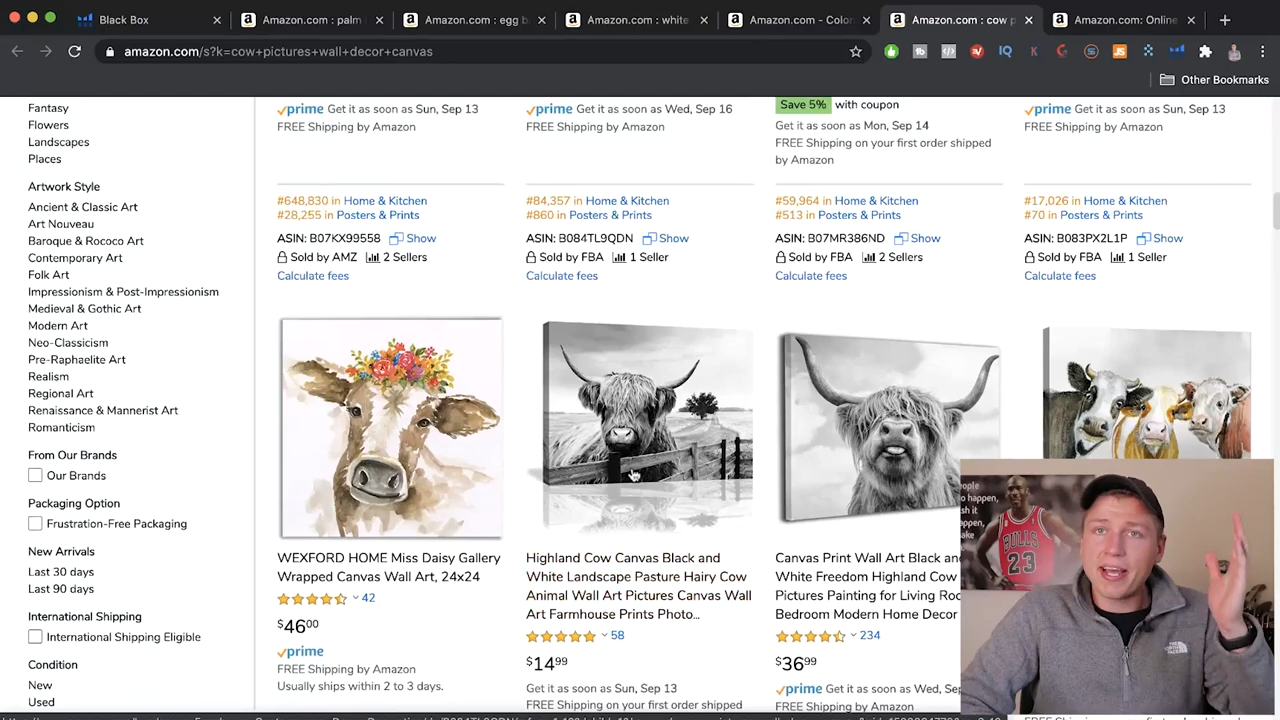 Black Box
Amazon.com : palm
Amazon.com : egg b
Amazon.com : white
Amazon.com - Color
Amazon.com : cow p
Amazon.com: Online
amazon.com/s?k=cow+pictures+wall+decor+canvas
Other Bookmarks
Fantasy
Flowers
Landscapes
Places
Artwork Style
Ancient & Classic Art
Art Nouveau
Baroque & Rococo Art
Contemporary Art
Folk Art
Impressionism & Post-Impressionism
Medieval & Gothic Art
Modern Art
Neo-Classicism
Pre-Raphaelite Art
Realism
Regional Art
Renaissance & Mannerist Art
Romanticism
From Our Brands
Our Brands
Packaging Option
Frustration-Free Packaging
New Arrivals
Last 30 days
Last 90 days
International Shipping
International Shipping Eligible
Condition
New
Used
prime Get it as soon as Sun, Sep 13
FREE Shipping by Amazon
#648,830 in Home & Kitchen
#28,255 in Posters & Prints
ASIN: B07KX99558 Show
Sold by AMZ 2 Sellers
Calculate fees
prime Get it as soon as Wed, Sep 16
FREE Shipping by Amazon
#84,357 in Home & Kitchen
#860 in Posters & Prints
ASIN: B084TL9QDN Show
Sold by FBA 1 Seller
Calculate fees
Save 5% with coupon
Get it as soon as Mon, Sep 14
FREE Shipping on your first order shipped
by Amazon
#59,964 in Home & Kitchen
#513 in Posters & Prints
ASIN: B07MR386ND Show
Sold by FBA 2 Sellers
Calculate fees
prime Get it as soon as Sun, Sep 13
FREE Shipping by Amazon
#17,026 in Home & Kitchen
#70 in Posters & Prints
ASIN: B083PX2L1P Show
Sold by FBA 1 Seller
Calculate fees
WEXFORD HOME Miss Daisy Gallery
Wrapped Canvas Wall Art, 24x24
42
$4600
prime
FREE Shipping by Amazon
Usually ships within 2 to 3 days.
Highland Cow Canvas Black and
White Landscape Pasture Hairy Cow
Animal Wall Art Pictures Canvas Wall
Art Farmhouse Prints Photo...
58
$1499
Get it as soon as Sun, Sep 13
FREE Shipping on your first order shipped
Canvas Print Wall Art Black an
White Freedom Highland Cow
Pictures Painting for Living Roo
Bedroom Modern Home Decor
234
$3699
prime Get it as soon as Wed, Se
FREE Shipping by Amazon
BULLS
23